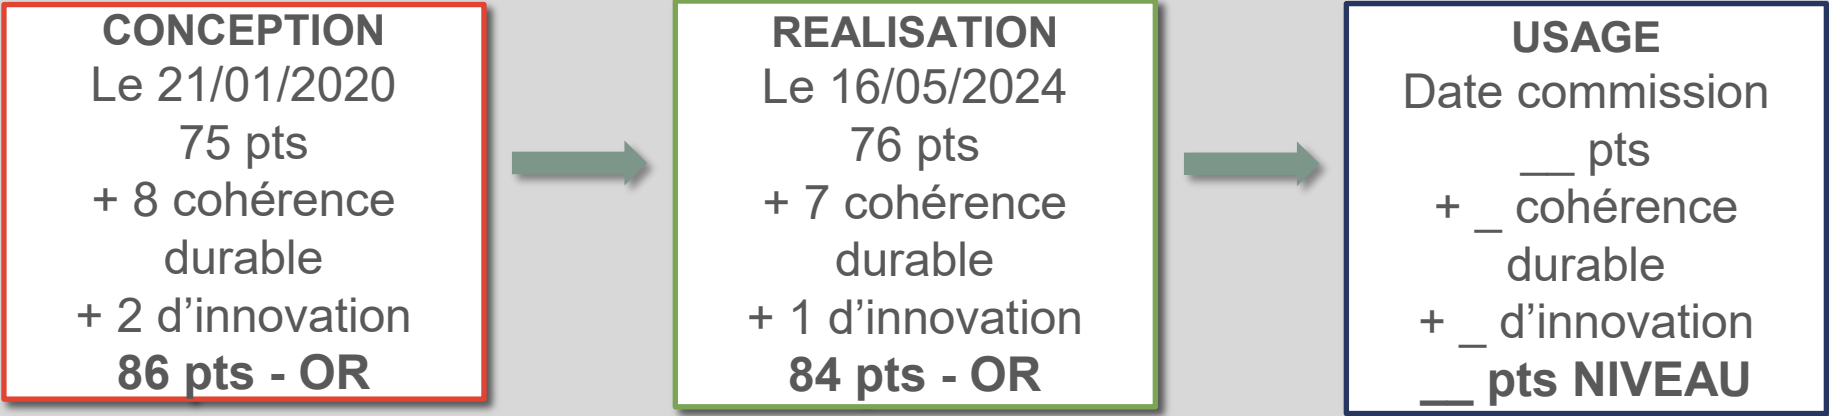 CONCEPTION
Le 21/01/2020
75 pts
+ 8 cohérence
durable
+ 2 d’innovation
86 pts - OR
REALISATION
Le 16/05/2024
76 pts
+ 7 cohérence
durable
+ 1 d’innovation
84 pts - OR
USAGE
Date commission
__ pts
+ _ cohérence
durable
+ _ d’innovation
__ pts NIVEAU